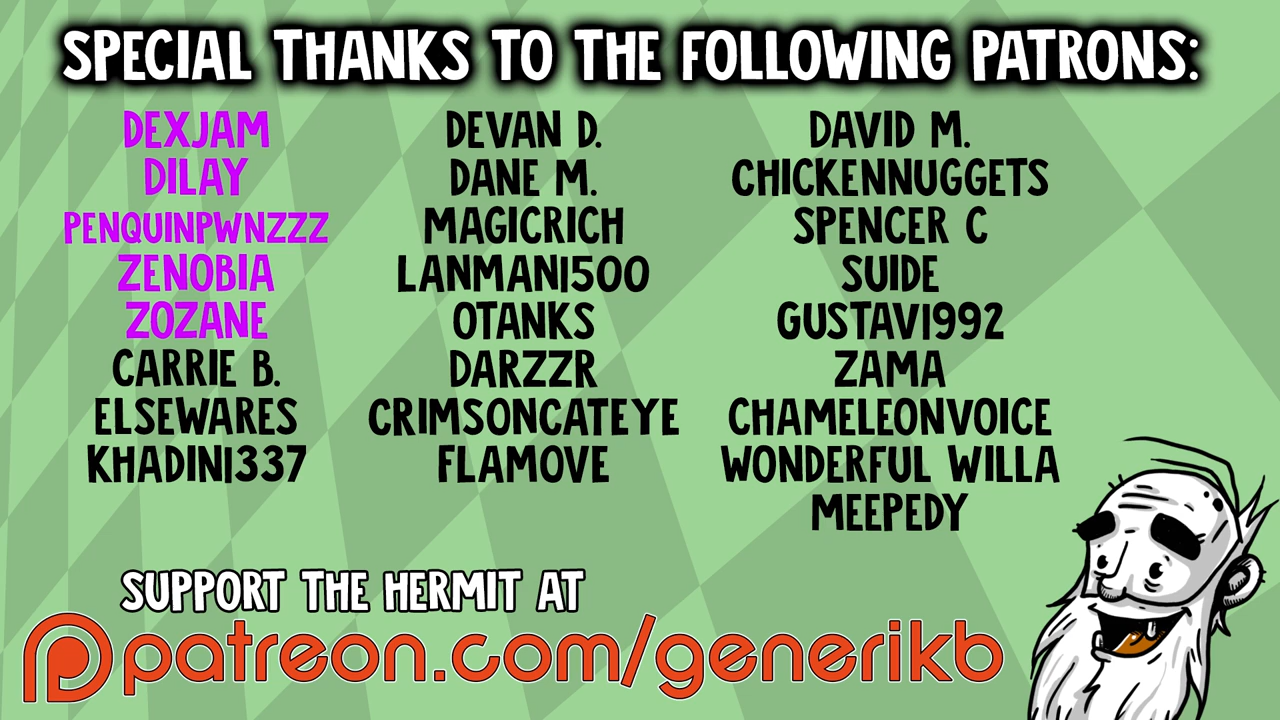 SPECIAL THANKS TO THE FOLLOWING PATRONS:
DEXJAM
DILAY
PENQUINPWNZZZ
ZENOBIA
ZOZANE
CARRIE B.
ELSEWARES
KHADIN1337
DEVAN D.
DANE M.
MAGICRICH
LANMAN1500
OTANKS
DARZZR
CRIMSONCATEYE
FLAMOVE
DAVID M.
CHICKENNUGGETS
SPENCER C
SUIDE
GUSTAV1992
ZAMA
CHAMELEONVOICE
WONDERFUL WILLA
MEEPEDY
SUPPORT THE HERMIT AT
patreon.com/generikb